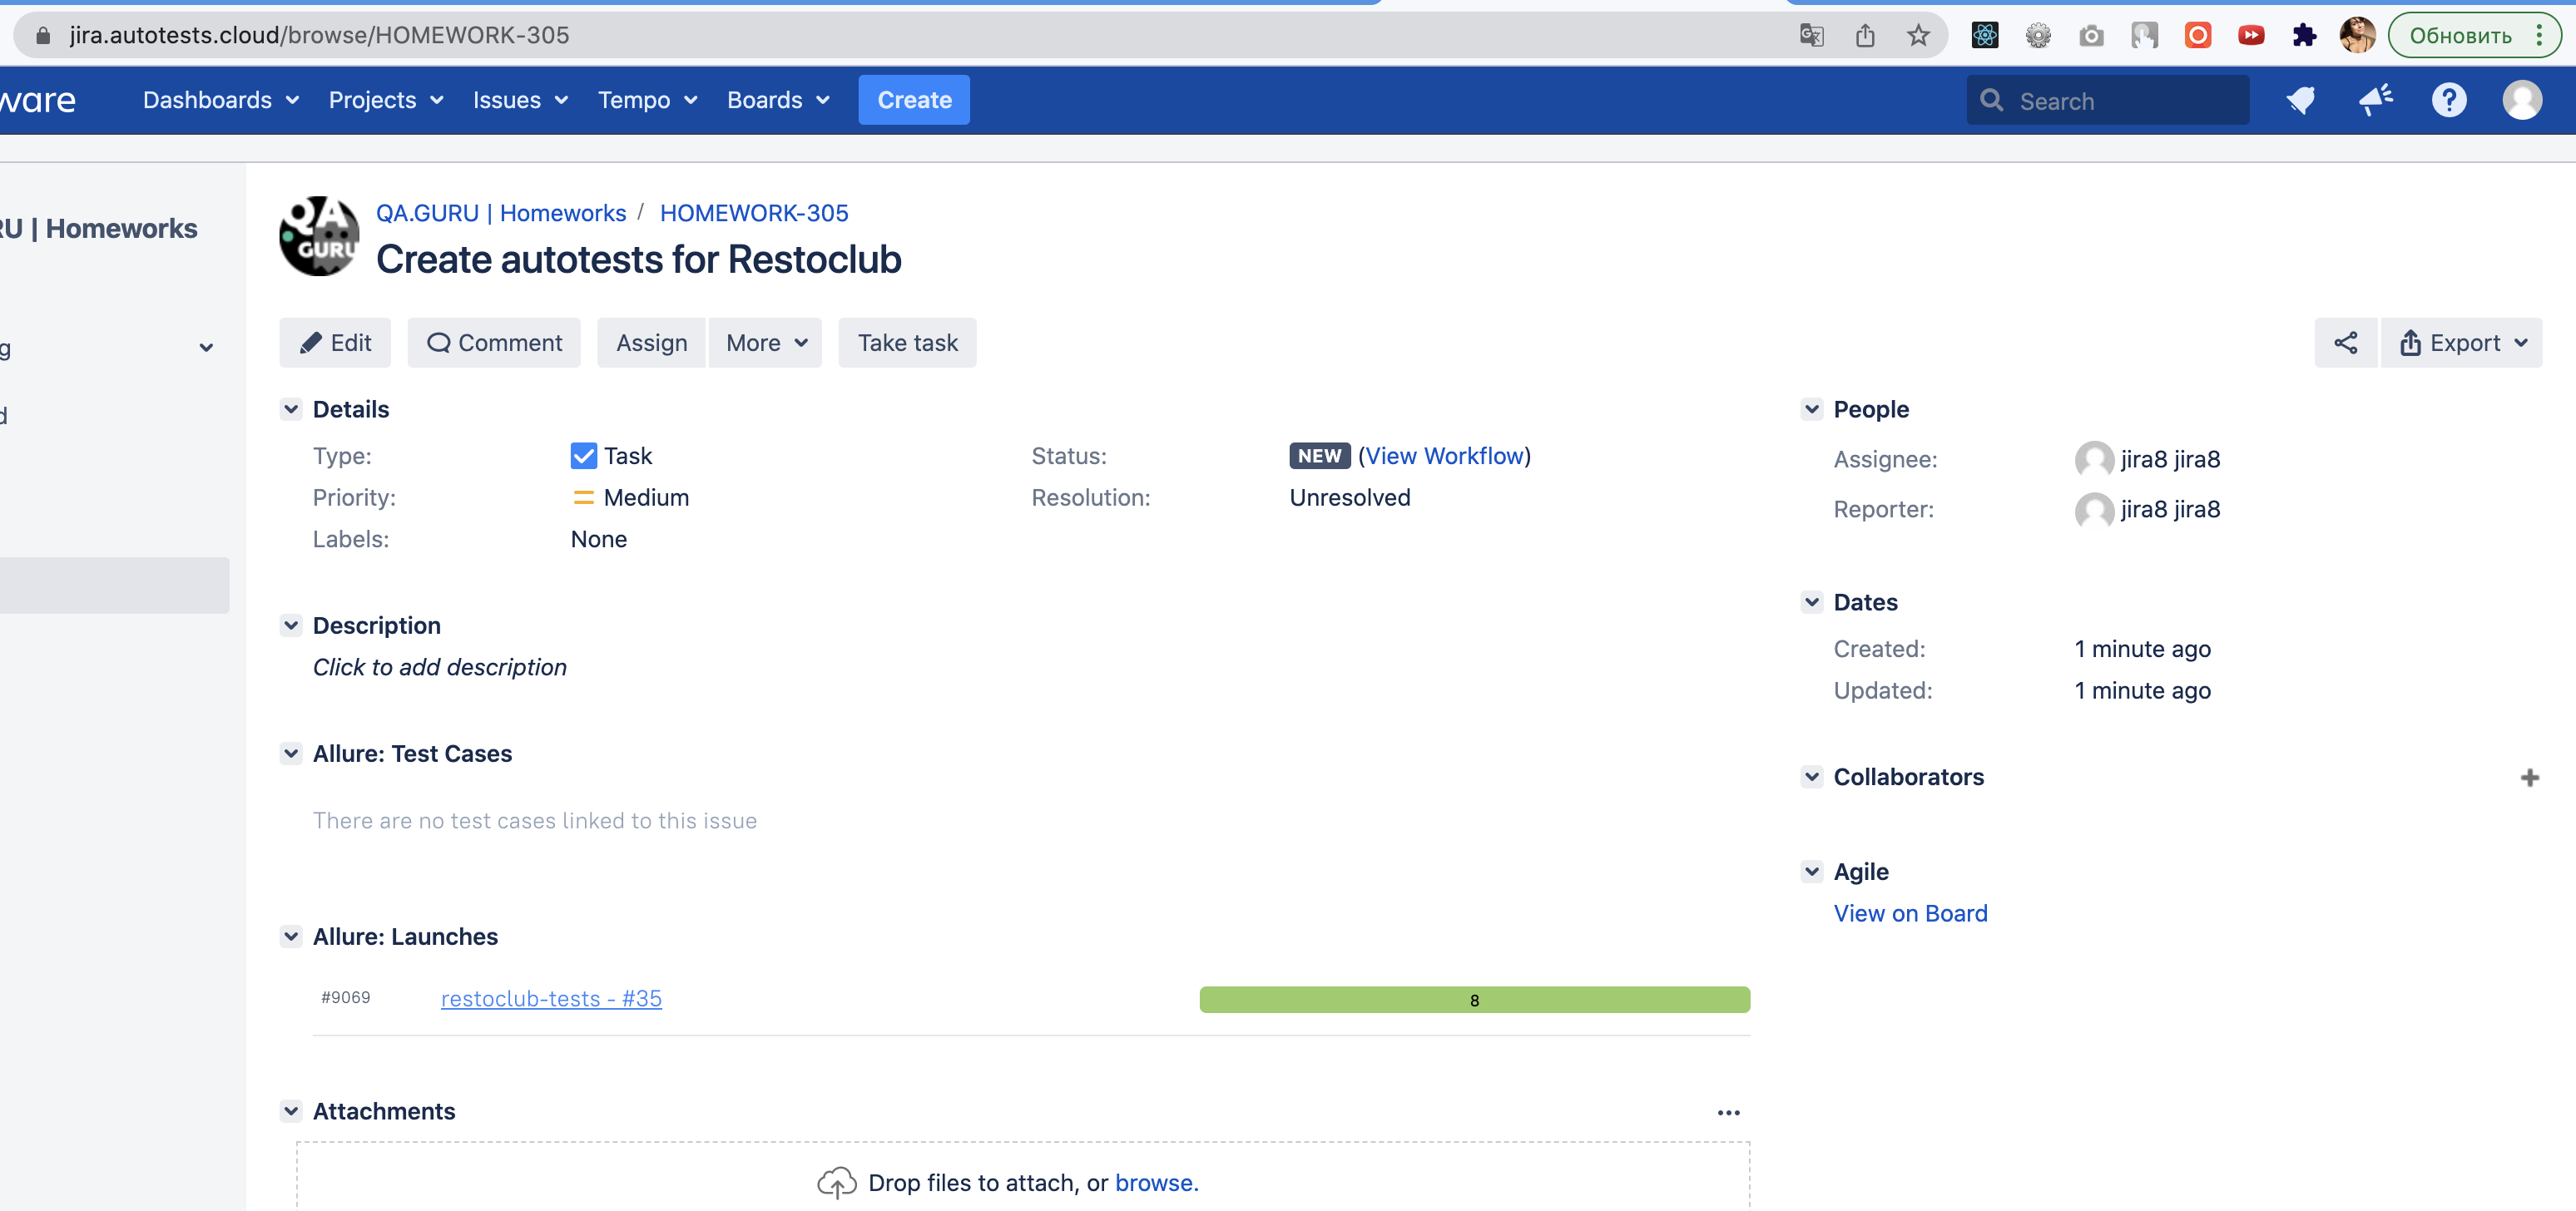 jira.autotests.cloud/browse/HOMEWORK-305
Обновить
ware
Dashboards
Projects
Issues
Tempo
Boards
Create
Search
RU | Homeworks
g
d
QA GURU
QA.GURU | Homeworks / HOMEWORK-305
Create autotests for Restoclub
Edit
Comment
Assign
More
Take task
Export
Details
Type: Task
Priority: Medium
Labels: None
Status: NEW (View Workflow)
Resolution: Unresolved
Description
Click to add description
Allure: Test Cases
There are no test cases linked to this issue
Allure: Launches
#9069 restoclub-tests - #35 8
Attachments
Drop files to attach, or browse.
People
Assignee: jira8 jira8
Reporter: jira8 jira8
Dates
Created: 1 minute ago
Updated: 1 minute ago
Collaborators
Agile
View on Board